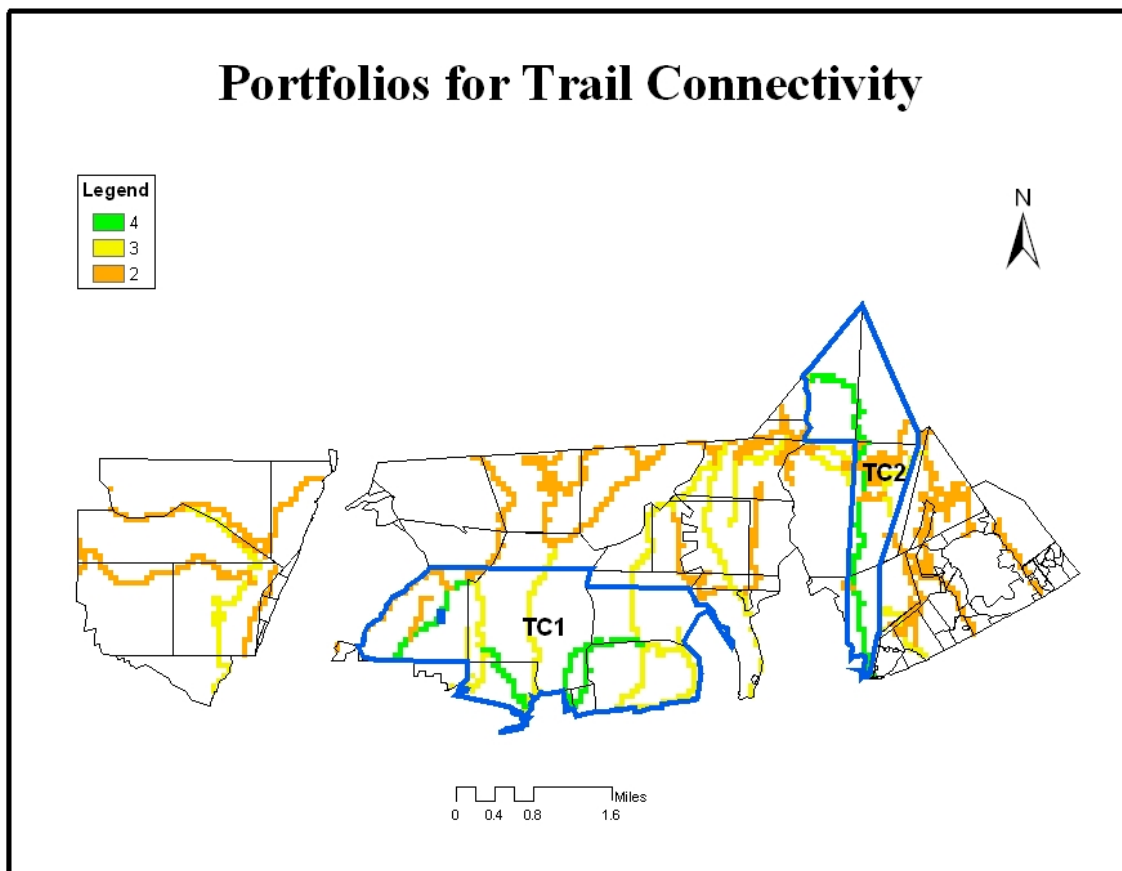 Portfolios for Trail Connectivity
Legend
4
3
2
N
TC2
TC1
Miles
0 0.4 0.8 1.6